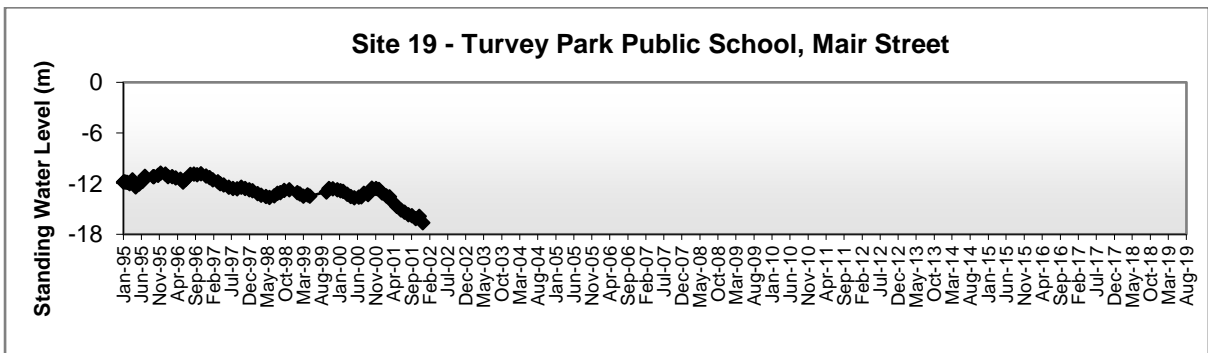 Site 19 - Turvey Park Public School, Mair Street
Standing Water Level (m)
0
-6
-12
-18
Jan-95
Jun-95
Nov-95
Apr-96
Sep-96
Feb-97
Jul-97
Dec-97
May-98
Oct-98
Mar-99
Aug-99
Jan-00
Jun-00
Nov-00
Apr-01
Sep-01
Feb-02
Jul-02
Dec-02
May-03
Oct-03
Mar-04
Aug-04
Jan-05
Jun-05
Nov-05
Apr-06
Sep-06
Feb-07
Jul-07
Dec-07
May-08
Oct-08
Mar-09
Aug-09
Jan-10
Jun-10
Nov-10
Apr-11
Sep-11
Feb-12
Jul-12
Dec-12
May-13
Oct-13
Mar-14
Aug-14
Jan-15
Jun-15
Nov-15
Apr-16
Sep-16
Feb-17
Jul-17
Dec-17
May-18
Oct-18
Mar-19
Aug-19